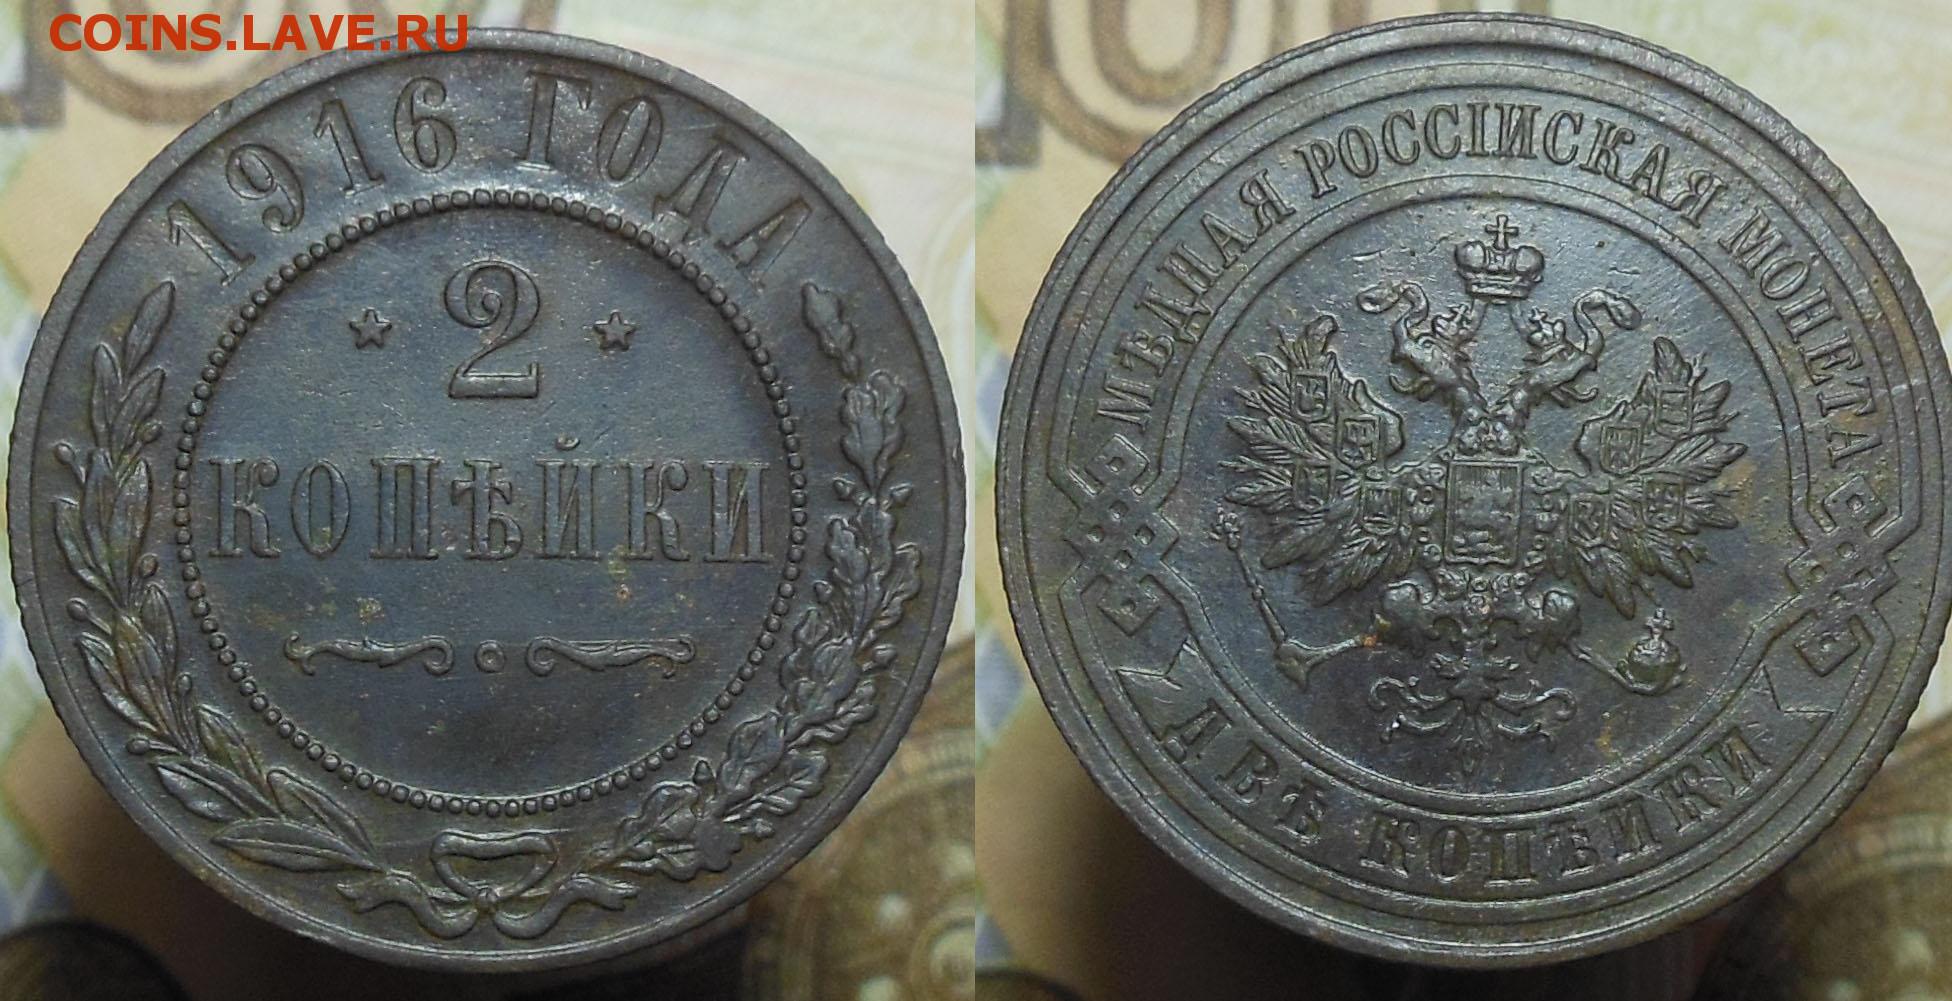 COINS.LAVE.RU
1916 ГОДА
2
КОПѢЙКИ
МѢДНАЯ РОССIЙСКАЯ МОНЕТА
ДВѢ КОПѢЙКИ